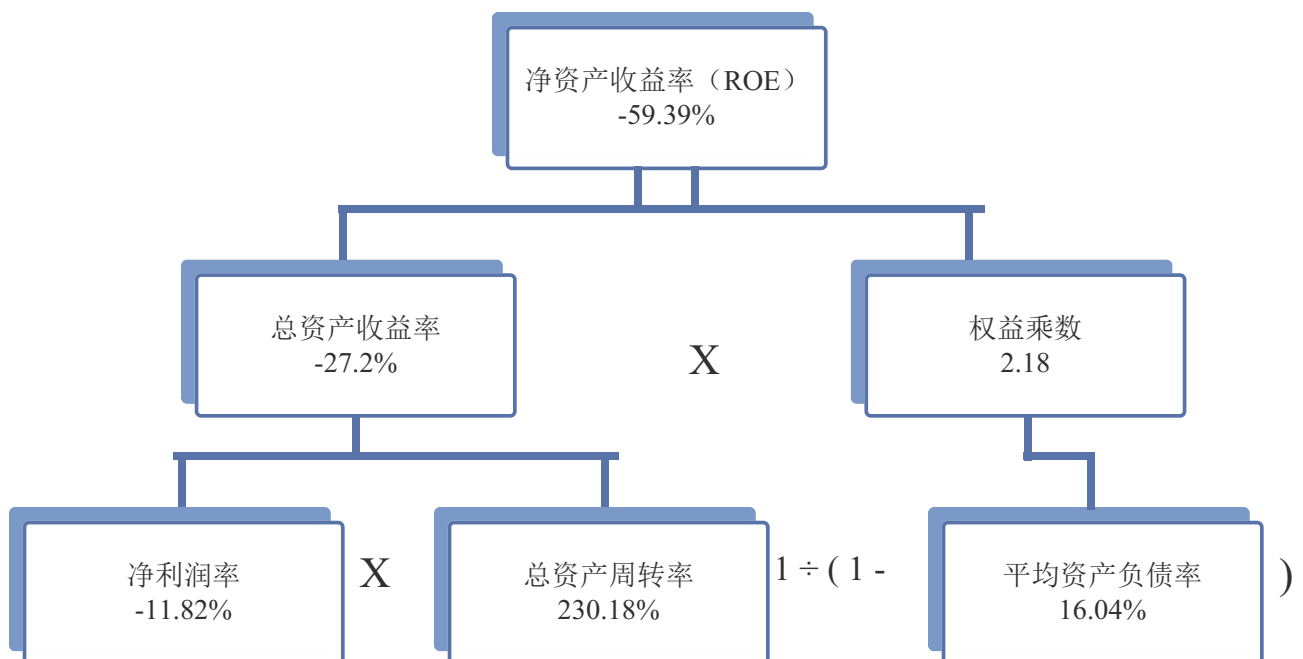 净资产收益率（ROE）
-59.39%
总资产收益率
-27.2%
X
权益乘数
2.18
净利润率
-11.82%
X
总资产周转率
230.18%
1 ÷ ( 1 -
平均资产负债率
16.04%
)